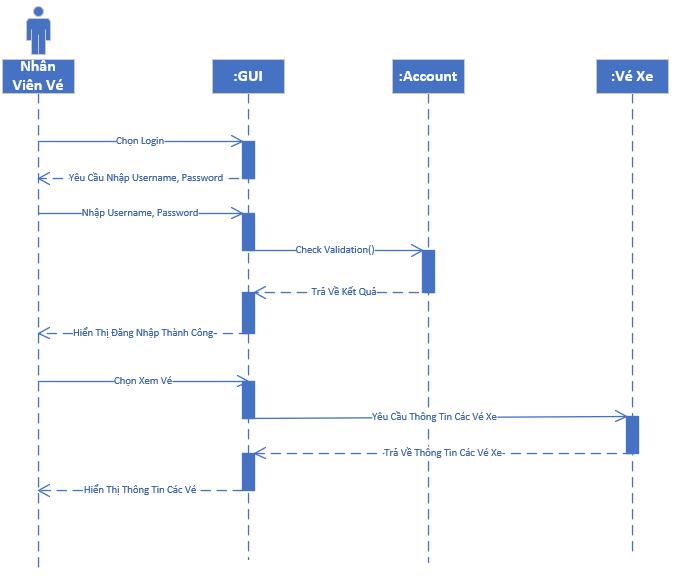 Nhân
Viên Vé
:GUI
:Account
:Vé Xe
Chọn Login
Yêu Cầu Nhập Username, Password
Nhập Username, Password
Check Validation()
Trả Về Kết Quả
Hiển Thị Đăng Nhập Thành Công
Chọn Xem Vé
Yêu Cầu Thông Tin Các Vé Xe
Trả Về Thông Tin Các Vé Xe
Hiển Thị Thông Tin Các Vé